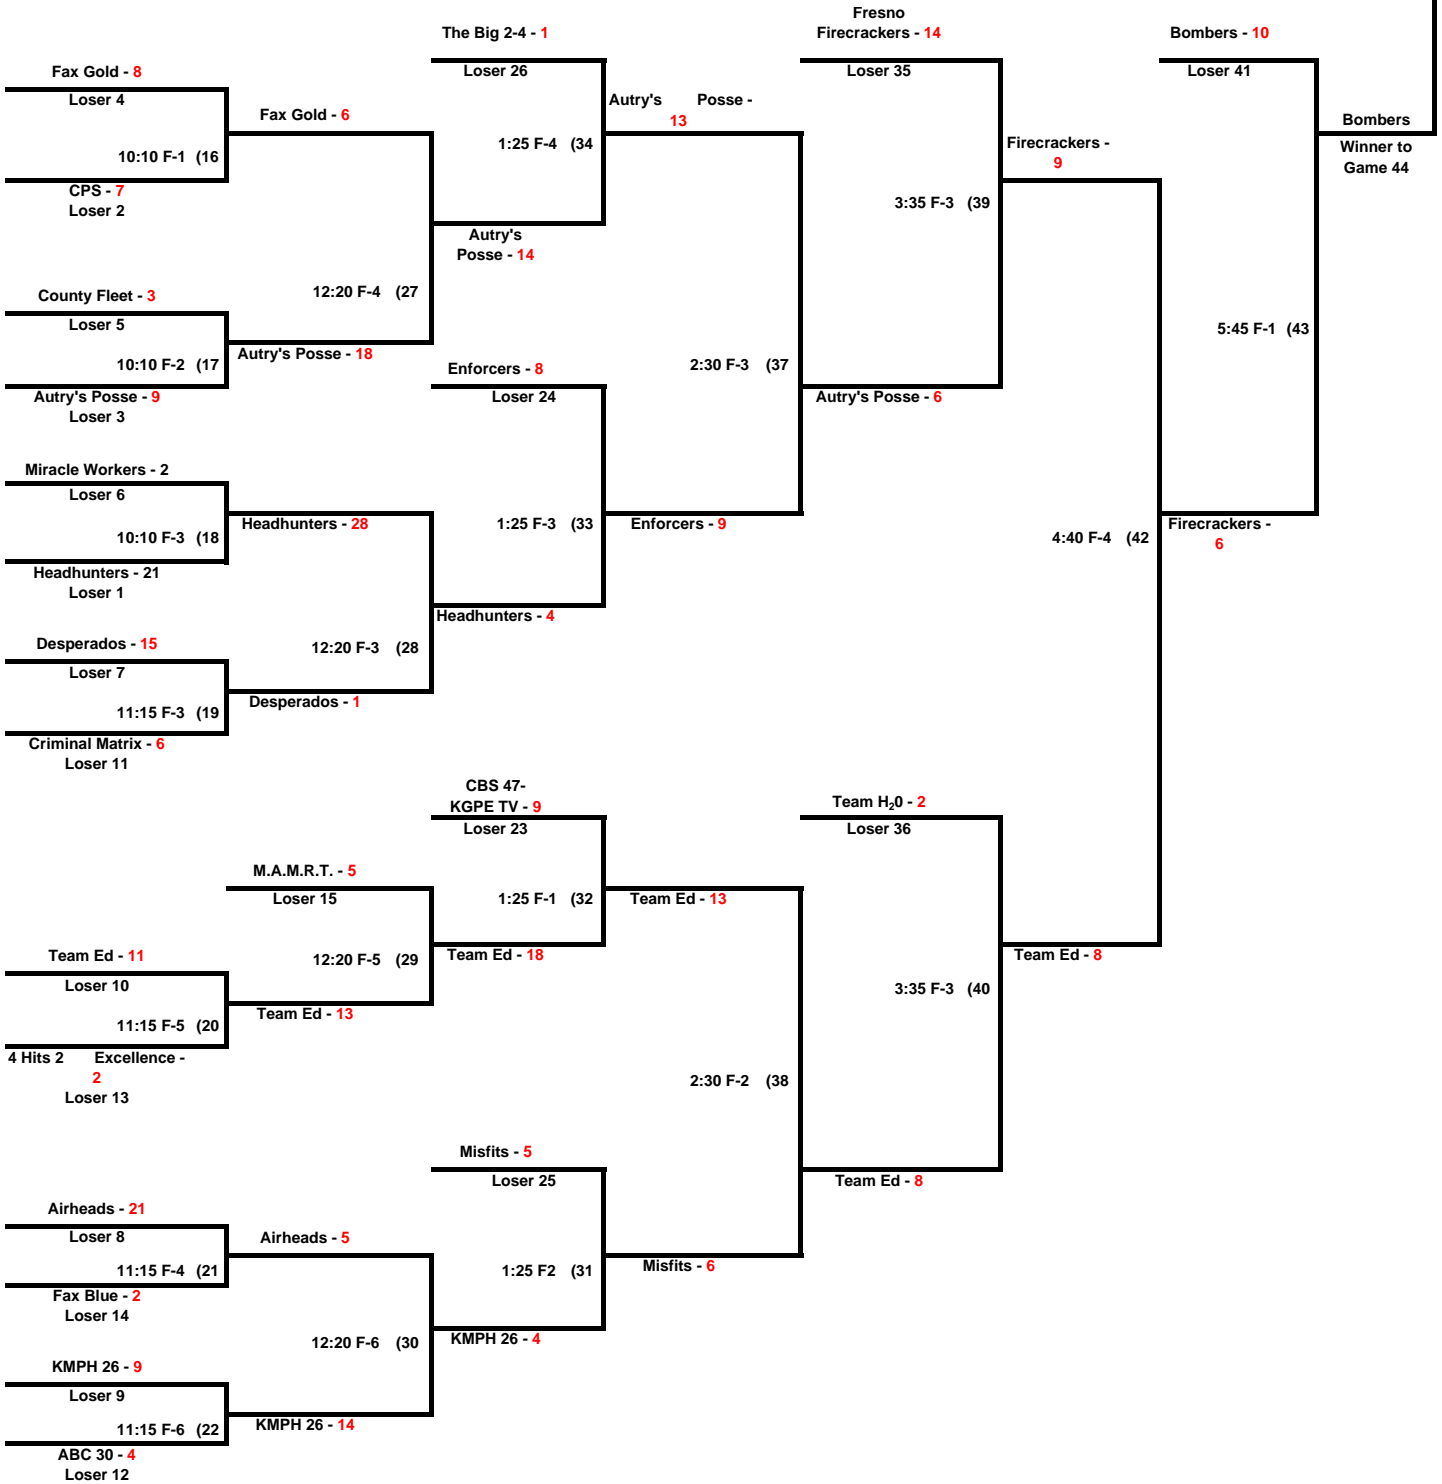 Fresno
The Big 2-4 - 1
Firecrackers - 14
Bombers - 10
Fax Gold - 8
Loser 26
Loser 35
Loser 41
Loser 4
Fax Gold - 6
Autry's Posse -
13
Bombers
1:25 F-4 (34
Firecrackers -
9
Winner to
Game 44
10:10 F-1 (16
CPS - 7
Loser 2
3:35 F-3 (39
Autry's
Posse - 14
County Fleet - 3
12:20 F-4 (27
Loser 5
5:45 F-1 (43
Autry's Posse - 18
10:10 F-2 (17
Enforcers - 8
2:30 F-3 (37
Autry's Posse - 9
Loser 3
Loser 24
Autry's Posse - 6
Miracle Workers - 2
Loser 6
Headhunters - 28
1:25 F-3 (33
Enforcers - 9
Firecrackers -
6
10:10 F-3 (18
4:40 F-4 (42
Headhunters - 21
Loser 1
Headhunters - 4
Desperados - 15
12:20 F-3 (28
Loser 7
Desperados - 1
11:15 F-3 (19
Criminal Matrix - 6
Loser 11
CBS 47-
KGPE TV - 9
Team H₂0 - 2
Loser 23
Loser 36
M.A.M.R.T. - 5
Loser 15
1:25 F-1 (32
Team Ed - 13
Team Ed - 11
12:20 F-5 (29
Team Ed - 18
Team Ed - 8
Loser 10
3:35 F-3 (40
Team Ed - 13
11:15 F-5 (20
4 Hits 2 Excellence -
2
Loser 13
2:30 F-2 (38
Misfits - 5
Loser 25
Team Ed - 8
Airheads - 21
Loser 8
Airheads - 5
11:15 F-4 (21
1:25 F2 (31
Misfits - 6
Fax Blue - 2
Loser 14
12:20 F-6 (30
KMPH 26 - 4
KMPH 26 - 9
Loser 9
11:15 F-6 (22
KMPH 26 - 14
ABC 30 - 4
Loser 12